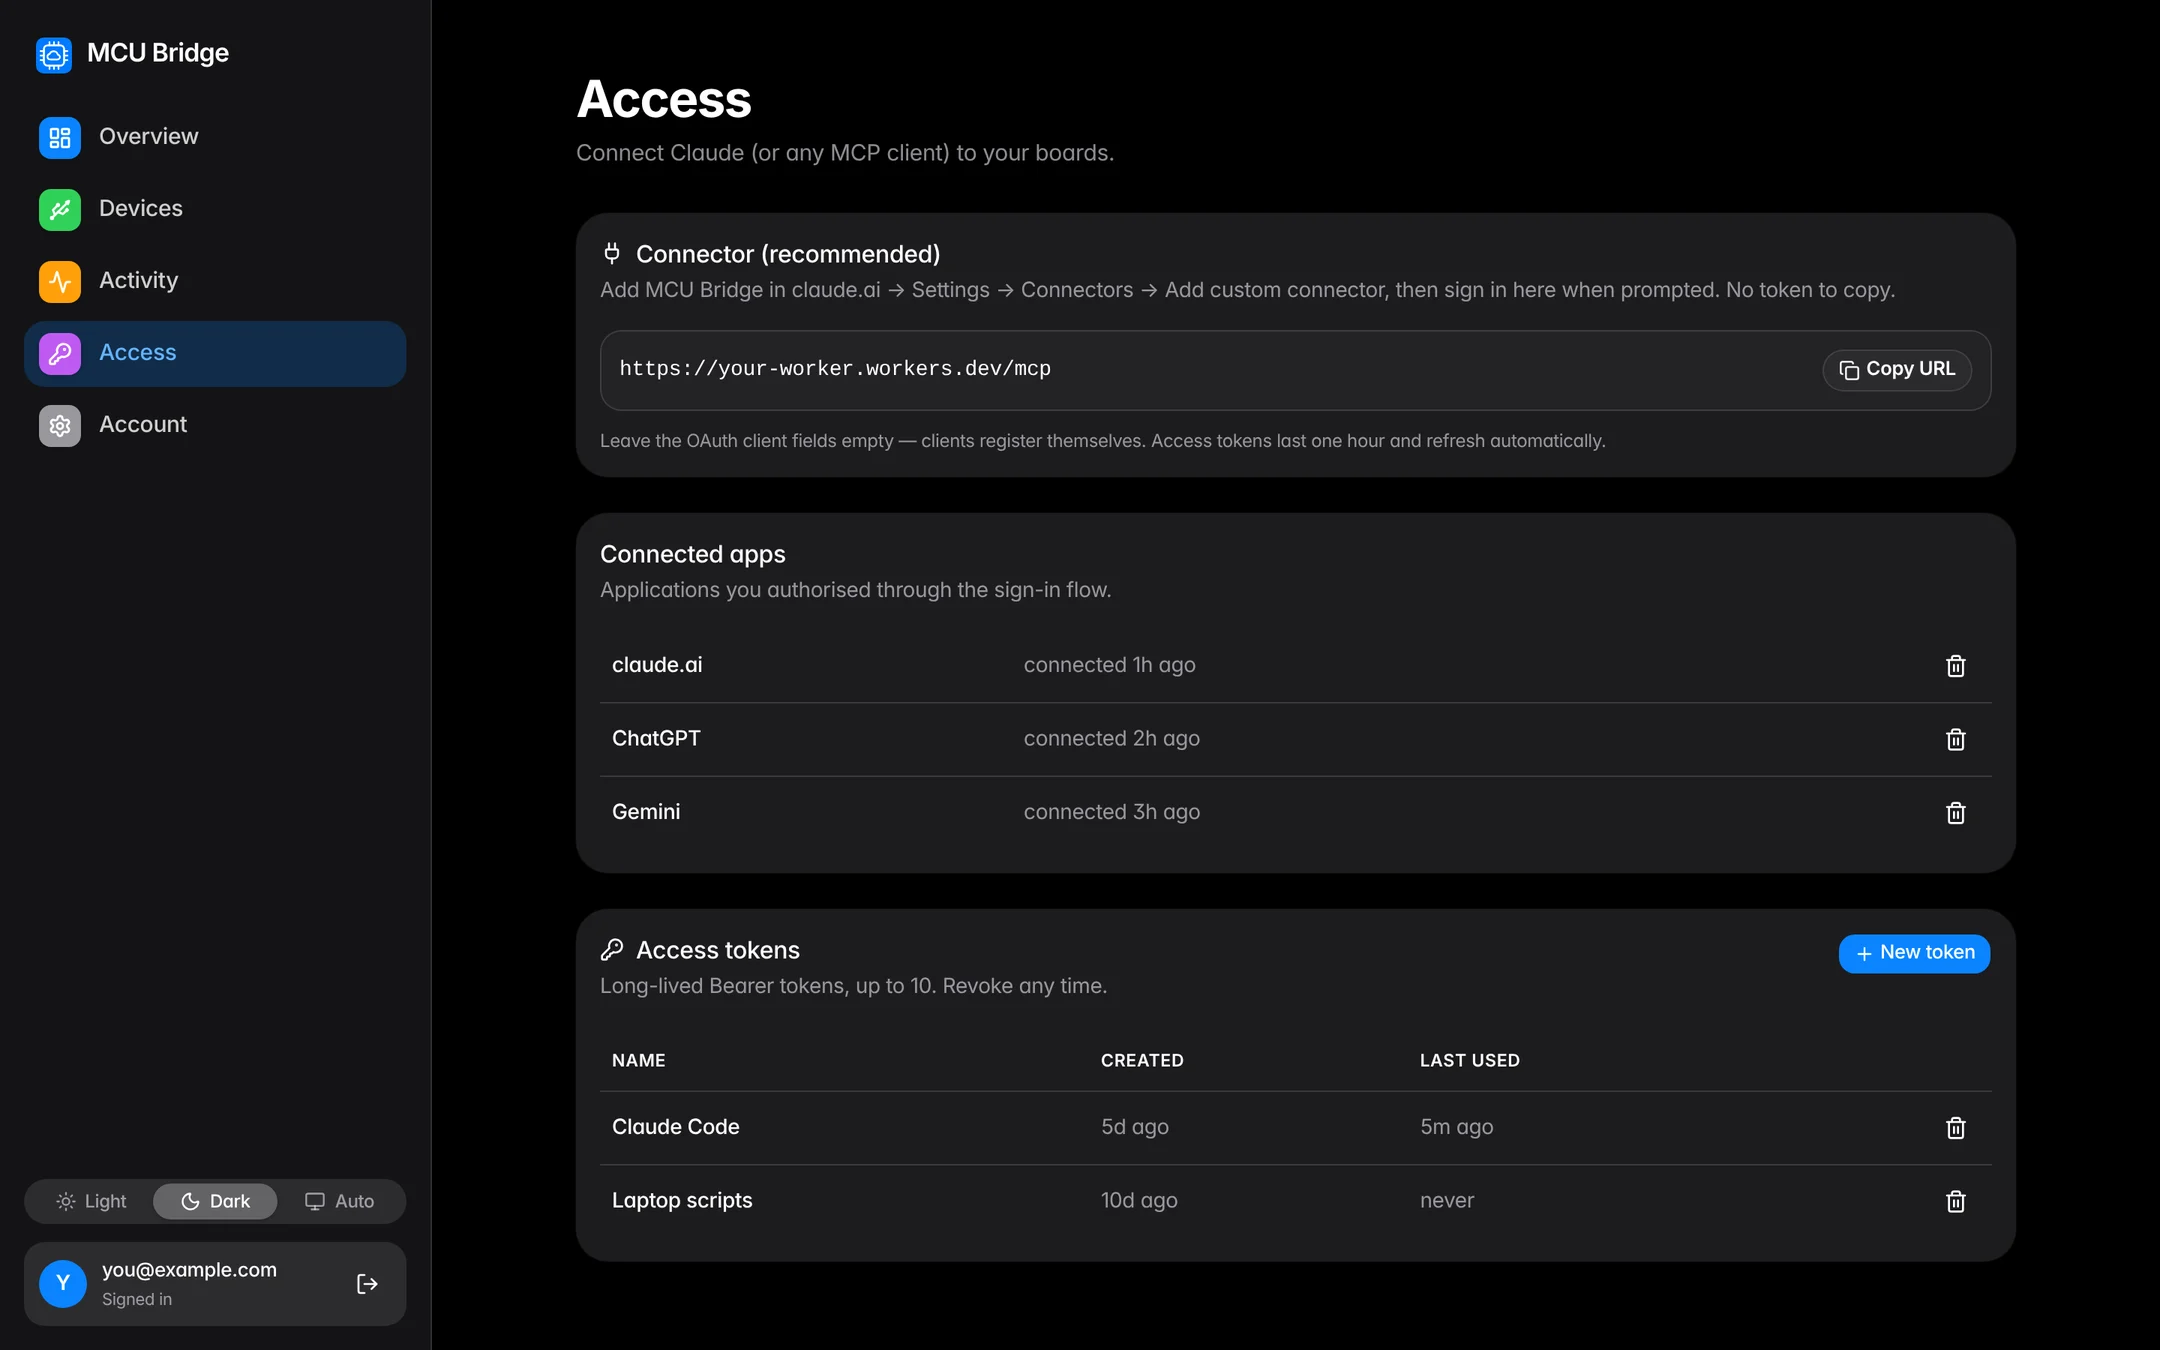 MCU Bridge
Overview
Devices
Activity
Access
Account
Light
Dark
Auto
Y
you@example.com
Signed in
Access
Connect Claude (or any MCP client) to your boards.
Connector (recommended)
Add MCU Bridge in claude.ai → Settings → Connectors → Add custom connector, then sign in here when prompted. No token to copy.
https://your-worker.workers.dev/mcp
Copy URL
Leave the OAuth client fields empty — clients register themselves. Access tokens last one hour and refresh automatically.
Connected apps
Applications you authorised through the sign-in flow.
claude.ai connected 1h ago
ChatGPT connected 2h ago
Gemini connected 3h ago
Access tokens
New token
Long-lived Bearer tokens, up to 10. Revoke any time.
NAME CREATED LAST USED
Claude Code 5d ago 5m ago
Laptop scripts 10d ago never